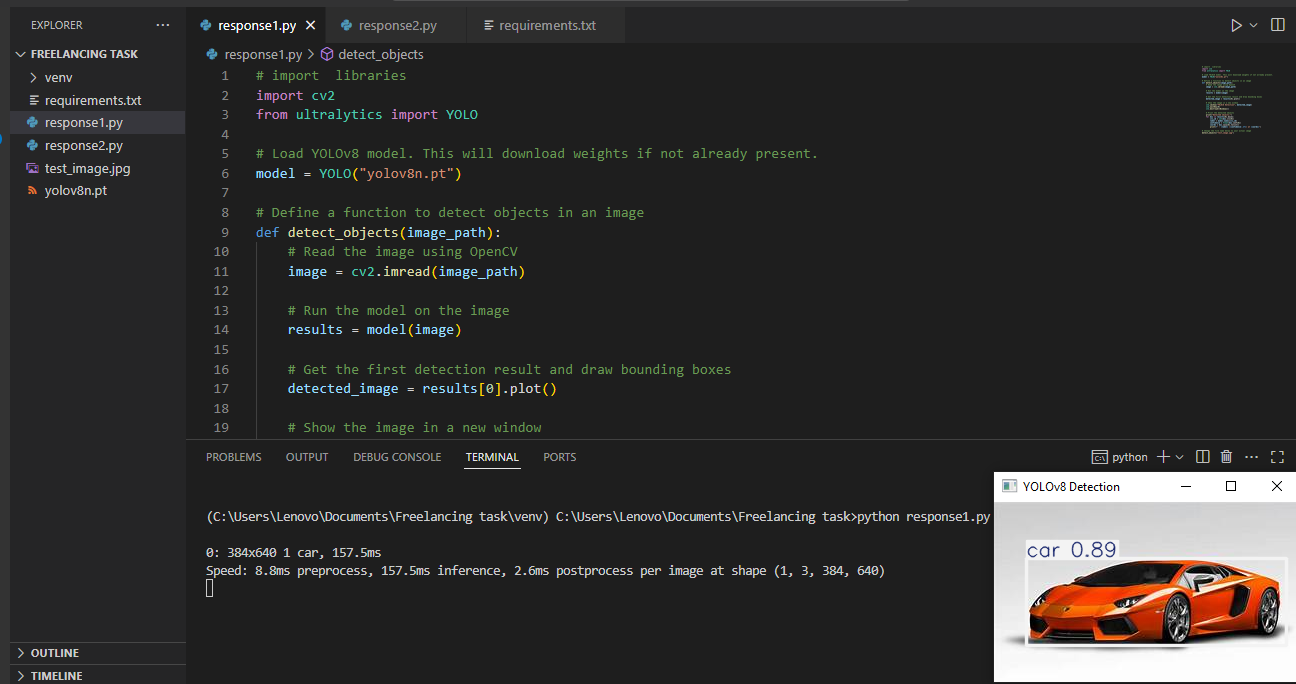 EXPLORER
FREELANCING TASK
venv
requirements.txt
response1.py
response2.py
test_image.jpg
yolov8n.pt
OUTLINE
TIMELINE
response1.py
response2.py
requirements.txt
response1.py > detect_objects
1 # import  libraries
2 import cv2
3 from ultralytics import YOLO
4
5 # Load YOLOv8 model. This will download weights if not already present.
6 model = YOLO("yolov8n.pt")
7
8 # Define a function to detect objects in an image
9 def detect_objects(image_path):
10     # Read the image using OpenCV
11     image = cv2.imread(image_path)
12
13     # Run the model on the image
14     results = model(image)
15
16     # Get the first detection result and draw bounding boxes
17     detected_image = results[0].plot()
18
19     # Show the image in a new window
PROBLEMS OUTPUT DEBUG CONSOLE TERMINAL PORTS
python
(C:\Users\Lenovo\Documents\Freelancing task\venv) C:\Users\Lenovo\Documents\Freelancing task>python response1.py
0: 384x640 1 car, 157.5ms
Speed: 8.8ms preprocess, 157.5ms inference, 2.6ms postprocess per image at shape (1, 3, 384, 640)
YOLOv8 Detection
car 0.89